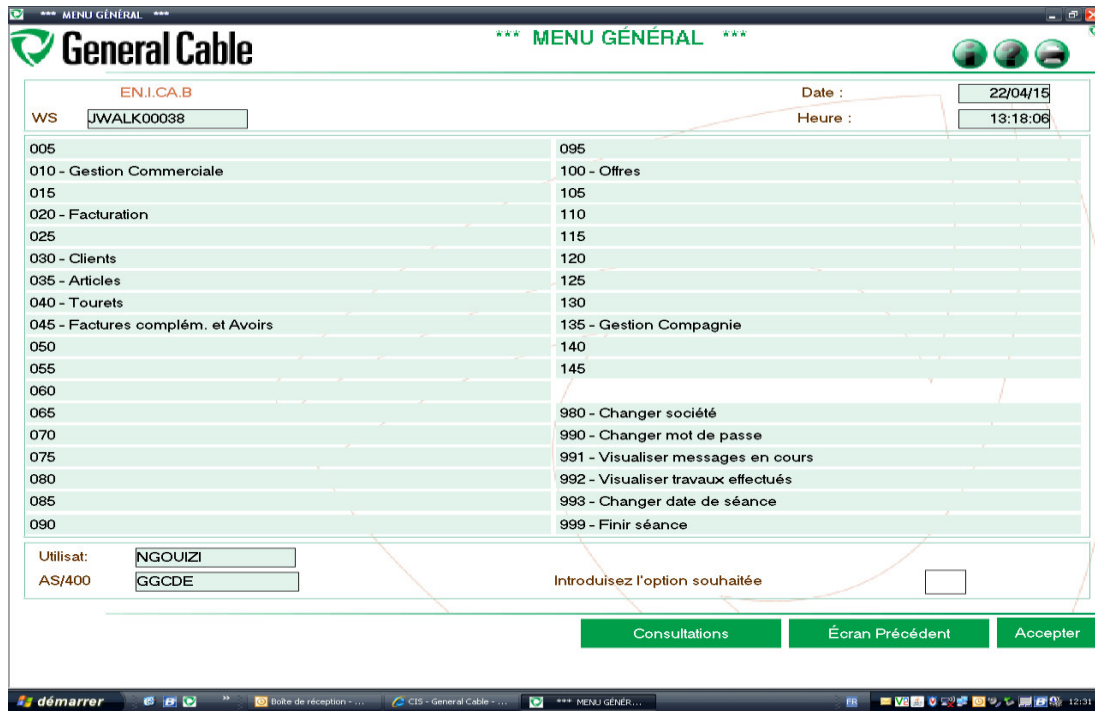 *** MENU GÉNÉRAL ***
General Cable
*** MENU GÉNÉRAL ***
EN.I.CA.B
Date : 22/04/15
WS JWALK00038
Heure : 13:18:06
005
010 - Gestion Commerciale
015
020 - Facturation
025
030 - Clients
035 - Articles
040 - Tourets
045 - Factures complém. et Avoirs
050
055
060
065
070
075
080
085
090
095
100 - Offres
105
110
115
120
125
130
135 - Gestion Compagnie
140
145
980 - Changer société
990 - Changer mot de passe
991 - Visualiser messages en cours
992 - Visualiser travaux effectués
993 - Changer date de séance
999 - Finir séance
Utilisat: NGOUIZI
AS/400 GGCDE
Introduisez l'option souhaitée
Consultations
Écran Précédent
Accepter
démarrer
Boîte de réception - ...
CIS - General Cable - ...
*** MENU GÉNÉR...
FR
12:31